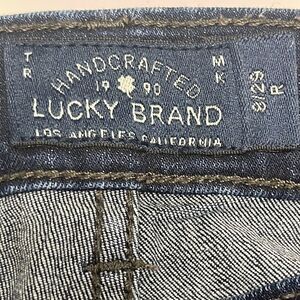 TR
HANDCRAFTED
MK
19 90
LUCKY BRAND
LOS ANGELES CALIFORNIA
8/29
R